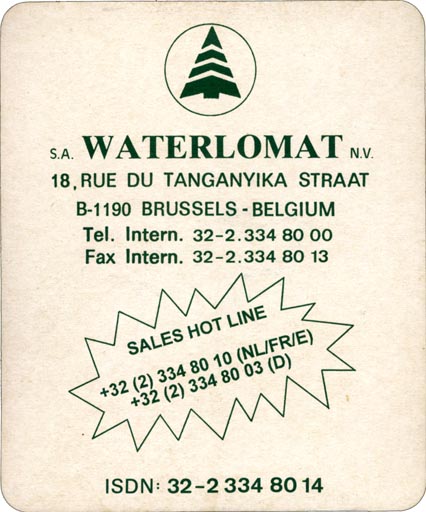 S.A. WATERLOMAT N.V.
18, RUE DU TANGANYIKA STRAAT
B-1190 BRUSSELS - BELGIUM
Tel. Intern. 32-2.334 80 00
Fax Intern. 32-2.334 80 13
SALES HOT LINE
+32 (2) 334 80 10 (NL/FR/E)
+32 (2) 334 80 03 (D)
ISDN: 32-2 334 80 14